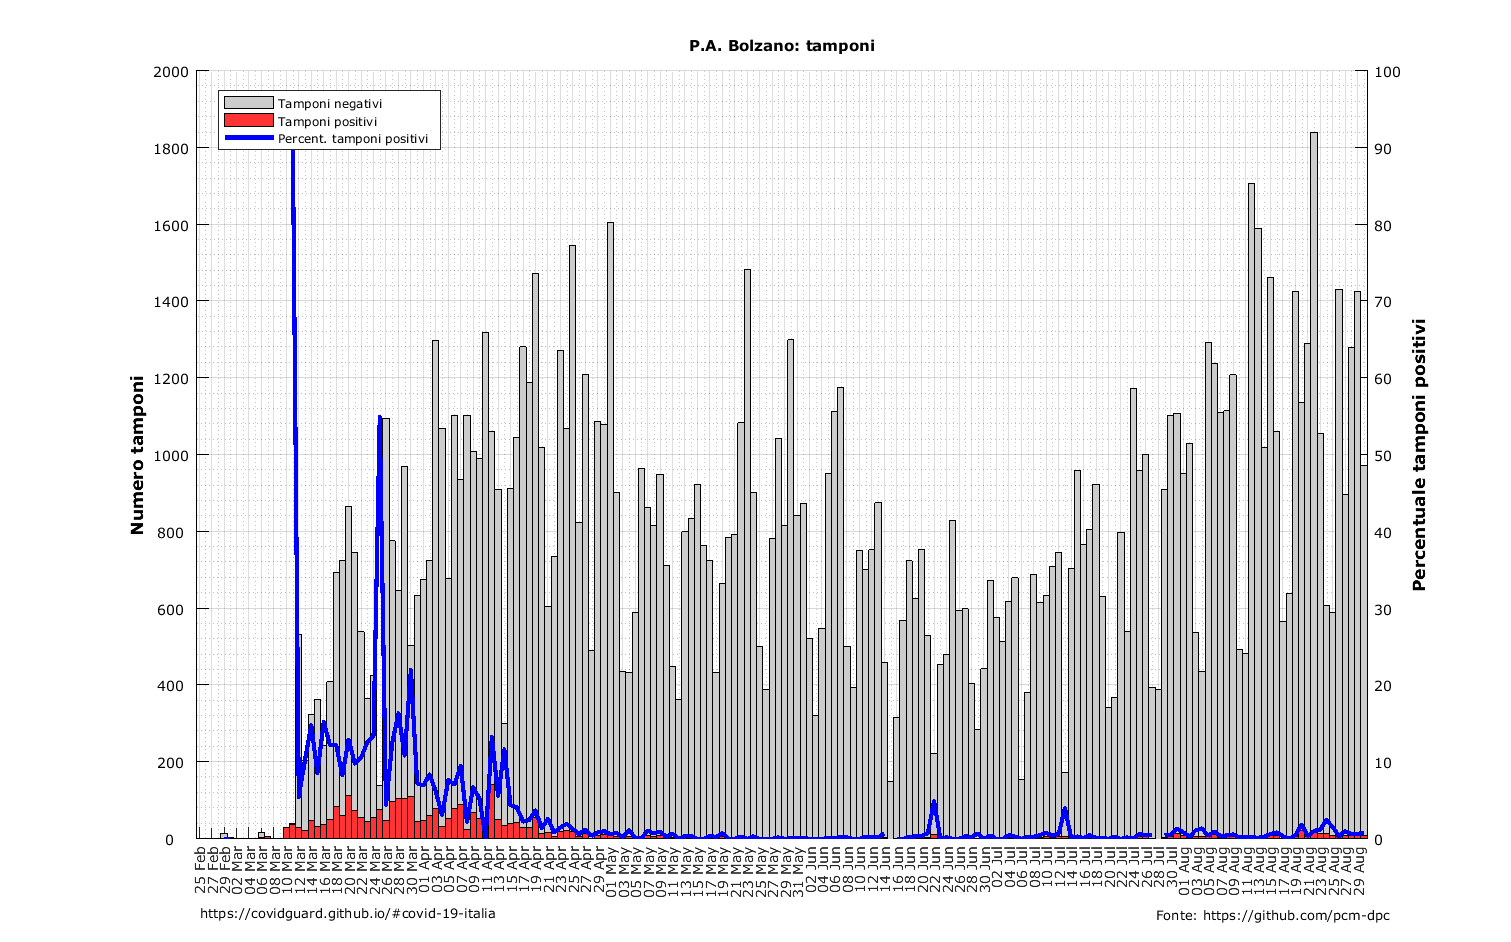 P.A. Bolzano: tamponi
2000
1800
1600
1400
1200
1000
800
600
400
200
0
100
90
80
70
60
50
40
30
20
10
0
Numero tamponi
Percentuale tamponi positivi
Tamponi negativi
Tamponi positivi
Percent. tamponi positivi
25 Feb
27 Feb
29 Feb
02 Mar
04 Mar
06 Mar
08 Mar
10 Mar
12 Mar
14 Mar
16 Mar
18 Mar
20 Mar
22 Mar
24 Mar
26 Mar
28 Mar
30 Mar
01 Apr
03 Apr
05 Apr
07 Apr
09 Apr
11 Apr
13 Apr
15 Apr
17 Apr
19 Apr
21 Apr
23 Apr
25 Apr
27 Apr
29 Apr
01 May
03 May
05 May
07 May
09 May
11 May
13 May
15 May
17 May
19 May
21 May
23 May
25 May
27 May
29 May
31 May
02 Jun
04 Jun
06 Jun
08 Jun
10 Jun
12 Jun
14 Jun
16 Jun
18 Jun
20 Jun
22 Jun
24 Jun
26 Jun
28 Jun
30 Jun
02 Jul
04 Jul
06 Jul
08 Jul
10 Jul
12 Jul
14 Jul
16 Jul
18 Jul
20 Jul
22 Jul
24 Jul
26 Jul
28 Jul
30 Jul
01 Aug
03 Aug
05 Aug
07 Aug
09 Aug
11 Aug
13 Aug
15 Aug
17 Aug
19 Aug
21 Aug
23 Aug
25 Aug
27 Aug
29 Aug
https://covidguard.github.io/#covid-19-italia
Fonte: https://github.com/pcm-dpc